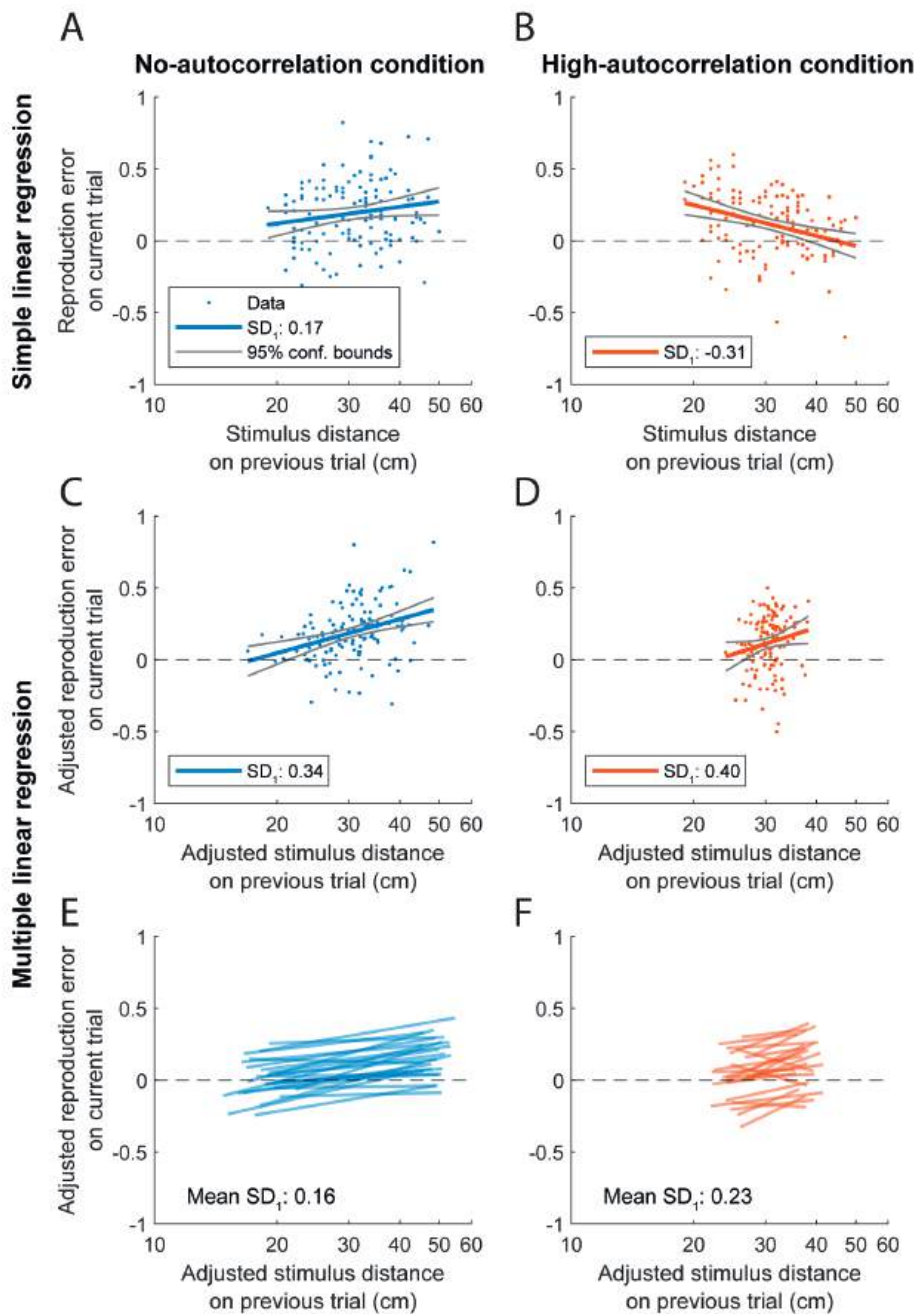 A
B
No-autocorrelation condition
High-autocorrelation condition
Simple linear regression
Reproduction error
on current trial
1
0.5
0
-0.5
-1
Data
SD1: 0.17
95% conf. bounds
10 20 30 40 50 60
Stimulus distance
on previous trial (cm)
1
0.5
0
-0.5
-1
SD1: -0.31
10 20 30 40 50 60
Stimulus distance
on previous trial (cm)
Multiple linear regression
C
Adjusted reproduction error
on current trial
1
0.5
0
-0.5
-1
SD1: 0.34
10 20 30 40 50 60
Adjusted stimulus distance
on previous trial (cm)
D
1
0.5
0
-0.5
-1
SD1: 0.40
10 20 30 40 50 60
Adjusted stimulus distance
on previous trial (cm)
E
Adjusted reproduction error
on current trial
1
0.5
0
-0.5
-1
Mean SD1: 0.16
10 20 30 40 50 60
Adjusted stimulus distance
on previous trial (cm)
F
1
0.5
0
-0.5
-1
Mean SD1: 0.23
10 20 30 40 50 60
Adjusted stimulus distance
on previous trial (cm)